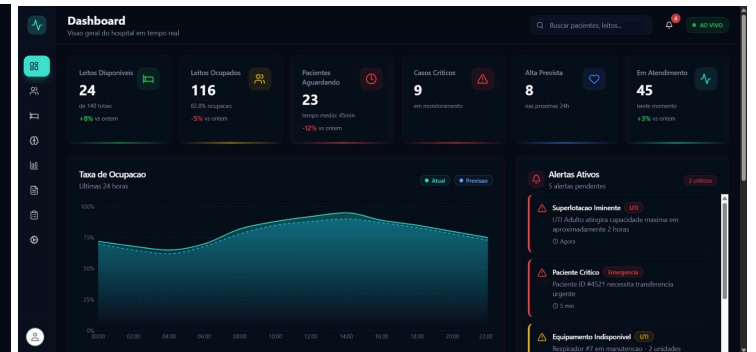 Dashboard
Visao geral do hospital em tempo real
Buscar pacientes, leitos...
4
AO VIVO
Leitos Disponiveis
24
de 140 totais
+8% vs ontem
Leitos Ocupados
116
82.8% ocupacao
-5% vs ontem
Pacientes
Aguardando
23
tempo medio: 45min
-12% vs ontem
Casos Criticos
9
em monitoramento
Alta Prevista
8
nas proximas 24h
Em Atendimento
45
neste momento
+3% vs ontem
Taxa de Ocupacao
Ultimas 24 horas
Atual
Previsao
100%
75%
50%
25%
0%
00:00 02:00 04:00 06:00 08:00 10:00 12:00 14:00 16:00 18:00 20:00 22:00
Alertas Ativos
5 alertas pendentes
2 criticos
Superlotacao Iminente UTI
UTI Adulto atingira capacidade maxima em
aproximadamente 2 horas
Agora
Paciente Critico Emergencia
Paciente ID #4521 necessita transferencia
urgente
5 min
Equipamento Indisponivel UTI
Respirador #7 em manutencao - 2 unidades